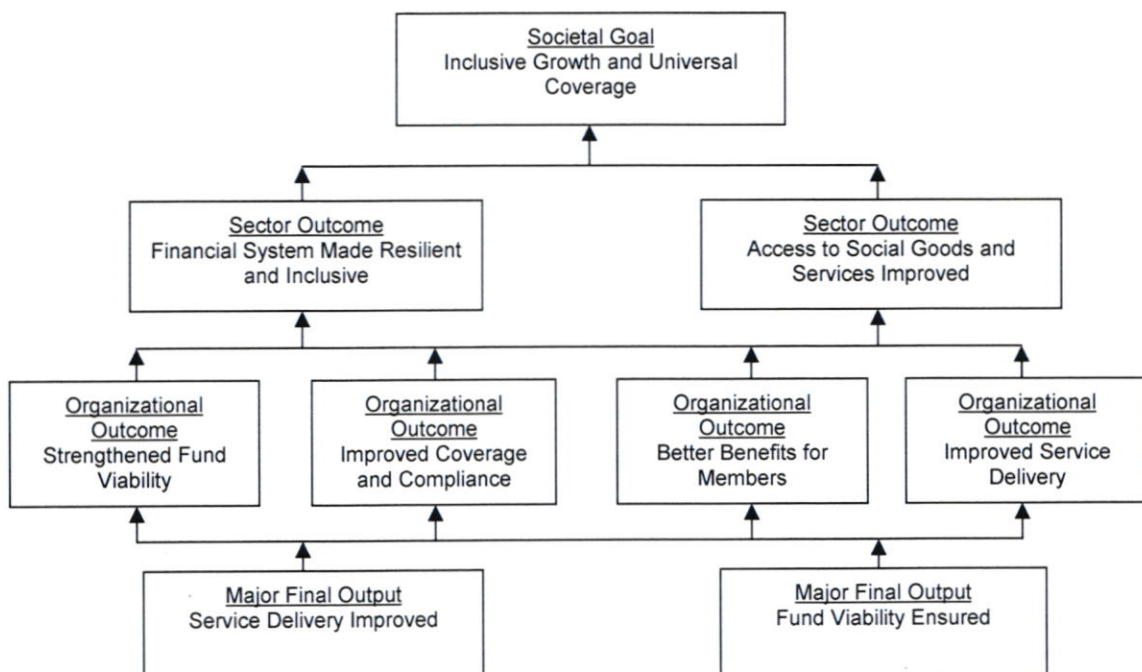 Societal Goal
Inclusive Growth and Universal
Coverage
Sector Outcome
Financial System Made Resilient
and Inclusive
Sector Outcome
Access to Social Goods and
Services Improved
Organizational
Outcome
Strengthened Fund
Viability
Organizational
Outcome
Improved Coverage
and Compliance
Organizational
Outcome
Better Benefits for
Members
Organizational
Outcome
Improved Service
Delivery
Major Final Output
Service Delivery Improved
Major Final Output
Fund Viability Ensured